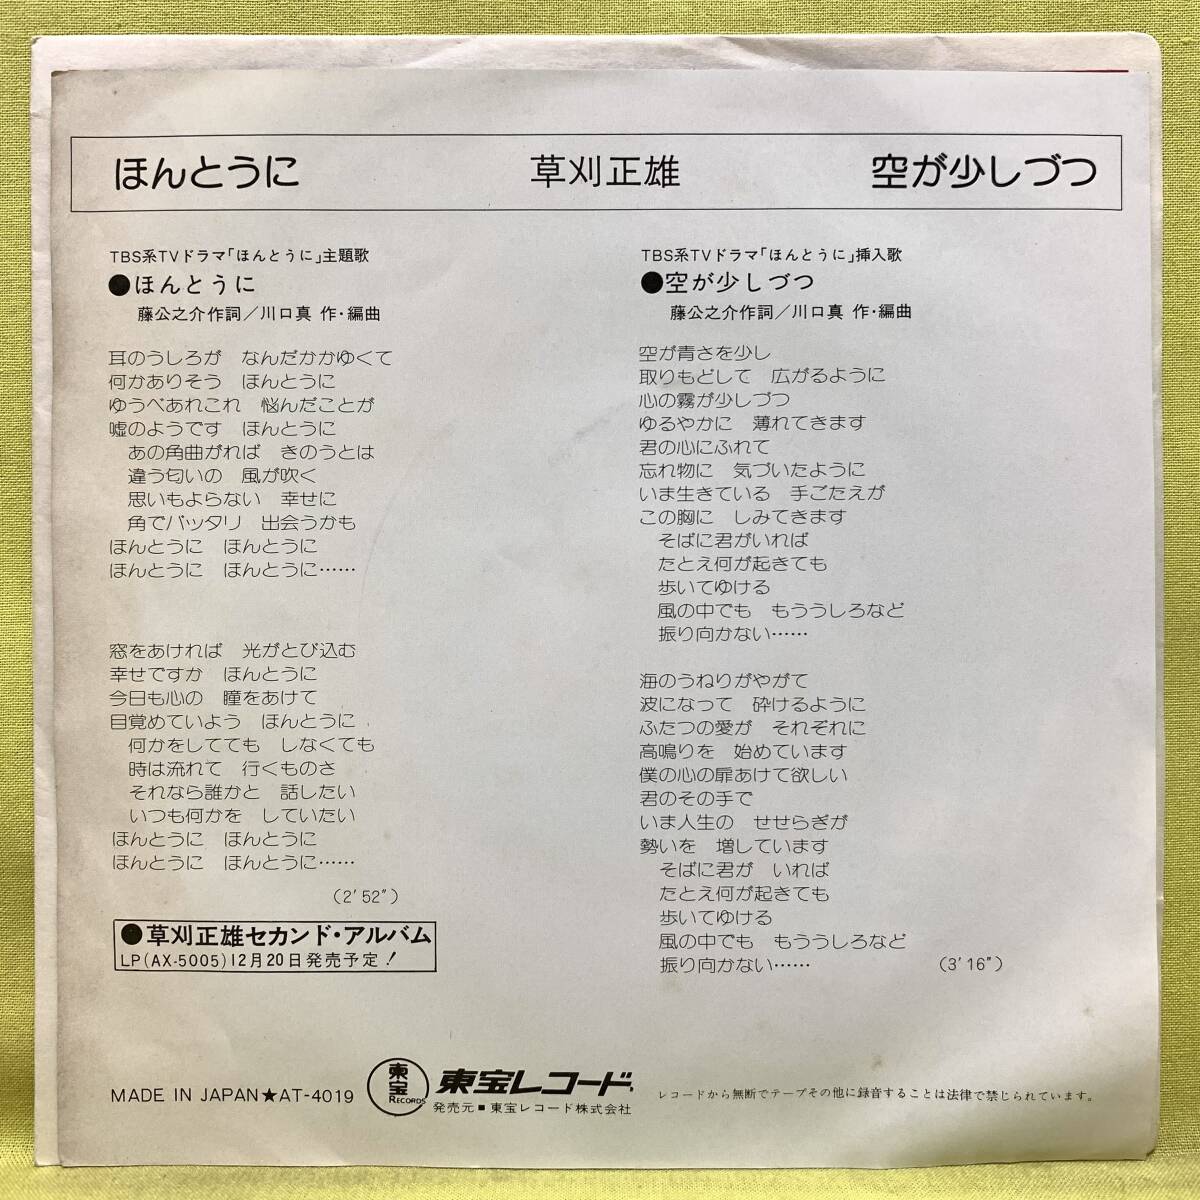 ほんとうに　草刈正雄　空が少しづつ
TBS系TVドラマ「ほんとうに」主題歌
●ほんとうに
藤公之介作詞／川口真 作・編曲
耳のうしろが　なんだかかゆくて
何かありそう　ほんとうに
ゆうべあれこれ　悩んだことが
嘘のようです　ほんとうに
あの角曲がれば　きのうとは
違う匂いの　風が吹く
思いもよらない　幸せに
角でバッタリ　出会うかも
ほんとうに　ほんとうに
ほんとうに　ほんとうに……
窓をあければ　光がとび込む
幸せですか　ほんとうに
今日も心の　瞳をあけて
目覚めていよう　ほんとうに
何かをしてても　しなくても
時は流れて　行くものさ
それなら誰かと　話したい
いつも何かを　していたい
ほんとうに　ほんとうに
ほんとうに　ほんとうに……
(2'52")
●草刈正雄セカンド・アルバム
LP(AX-5005)12月20日発売予定！
TBS系TVドラマ「ほんとうに」挿入歌
●空が少しづつ
藤公之介作詞／川口真 作・編曲
空が青さを少し
取りもどして　広がるように
心の霧が少しづつ
ゆるやかに　薄れてきます
君の心にふれて
忘れ物に　気づいたように
いま生きている　手ごたえが
この胸に　しみてきます
そばに君がいれば
たとえ何が起きても
歩いてゆける
風の中でも　もううしろなど
振り向かない……
海のうねりがやがて
波になって　砕けるように
ふたつの愛が　それぞれに
高鳴りを　始めています
僕の心の扉あけて欲しい
君のその手で
いま人生の　せせらぎが
勢いを　増しています
そばに君が　いれば
たとえ何が起きても
歩いてゆける
風の中でも　もううしろなど
振り向かない……　(3'16")
MADE IN JAPAN★AT-4019
東宝
RECORDS
東宝レコード
発売元■東宝レコード株式会社
レコードから無断でテープその他に録音することは法律で禁じられています。